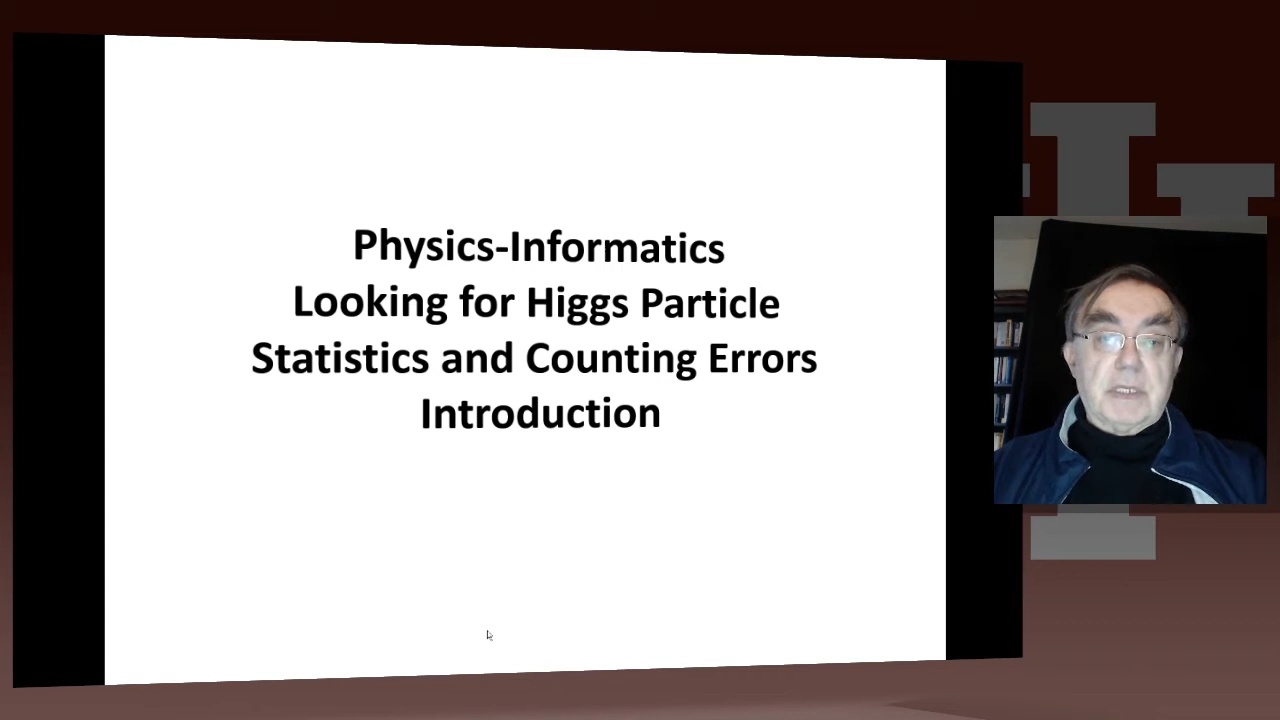 Physics-Informatics
Looking for Higgs Particle
Statistics and Counting Errors
Introduction